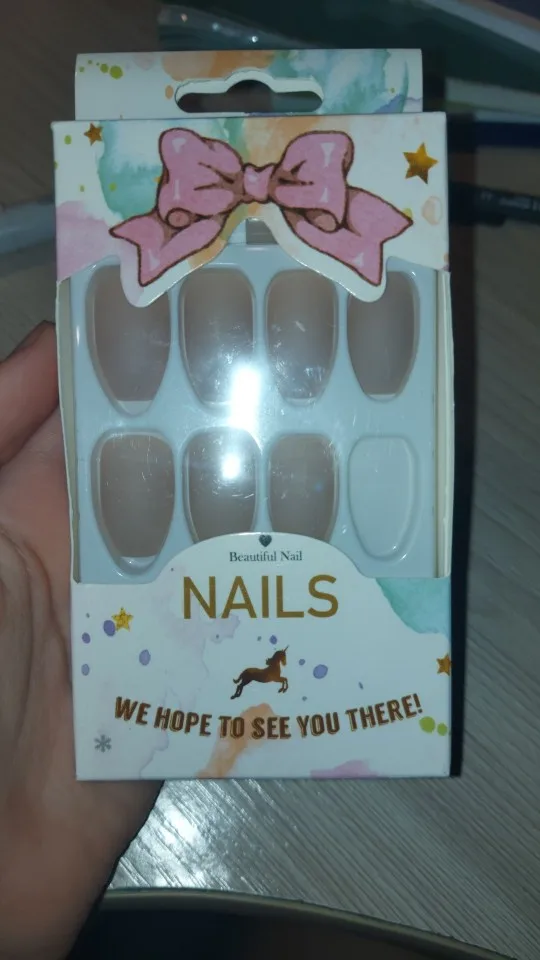 Beautiful Nail
NAILS
WE HOPE TO SEE YOU THERE!